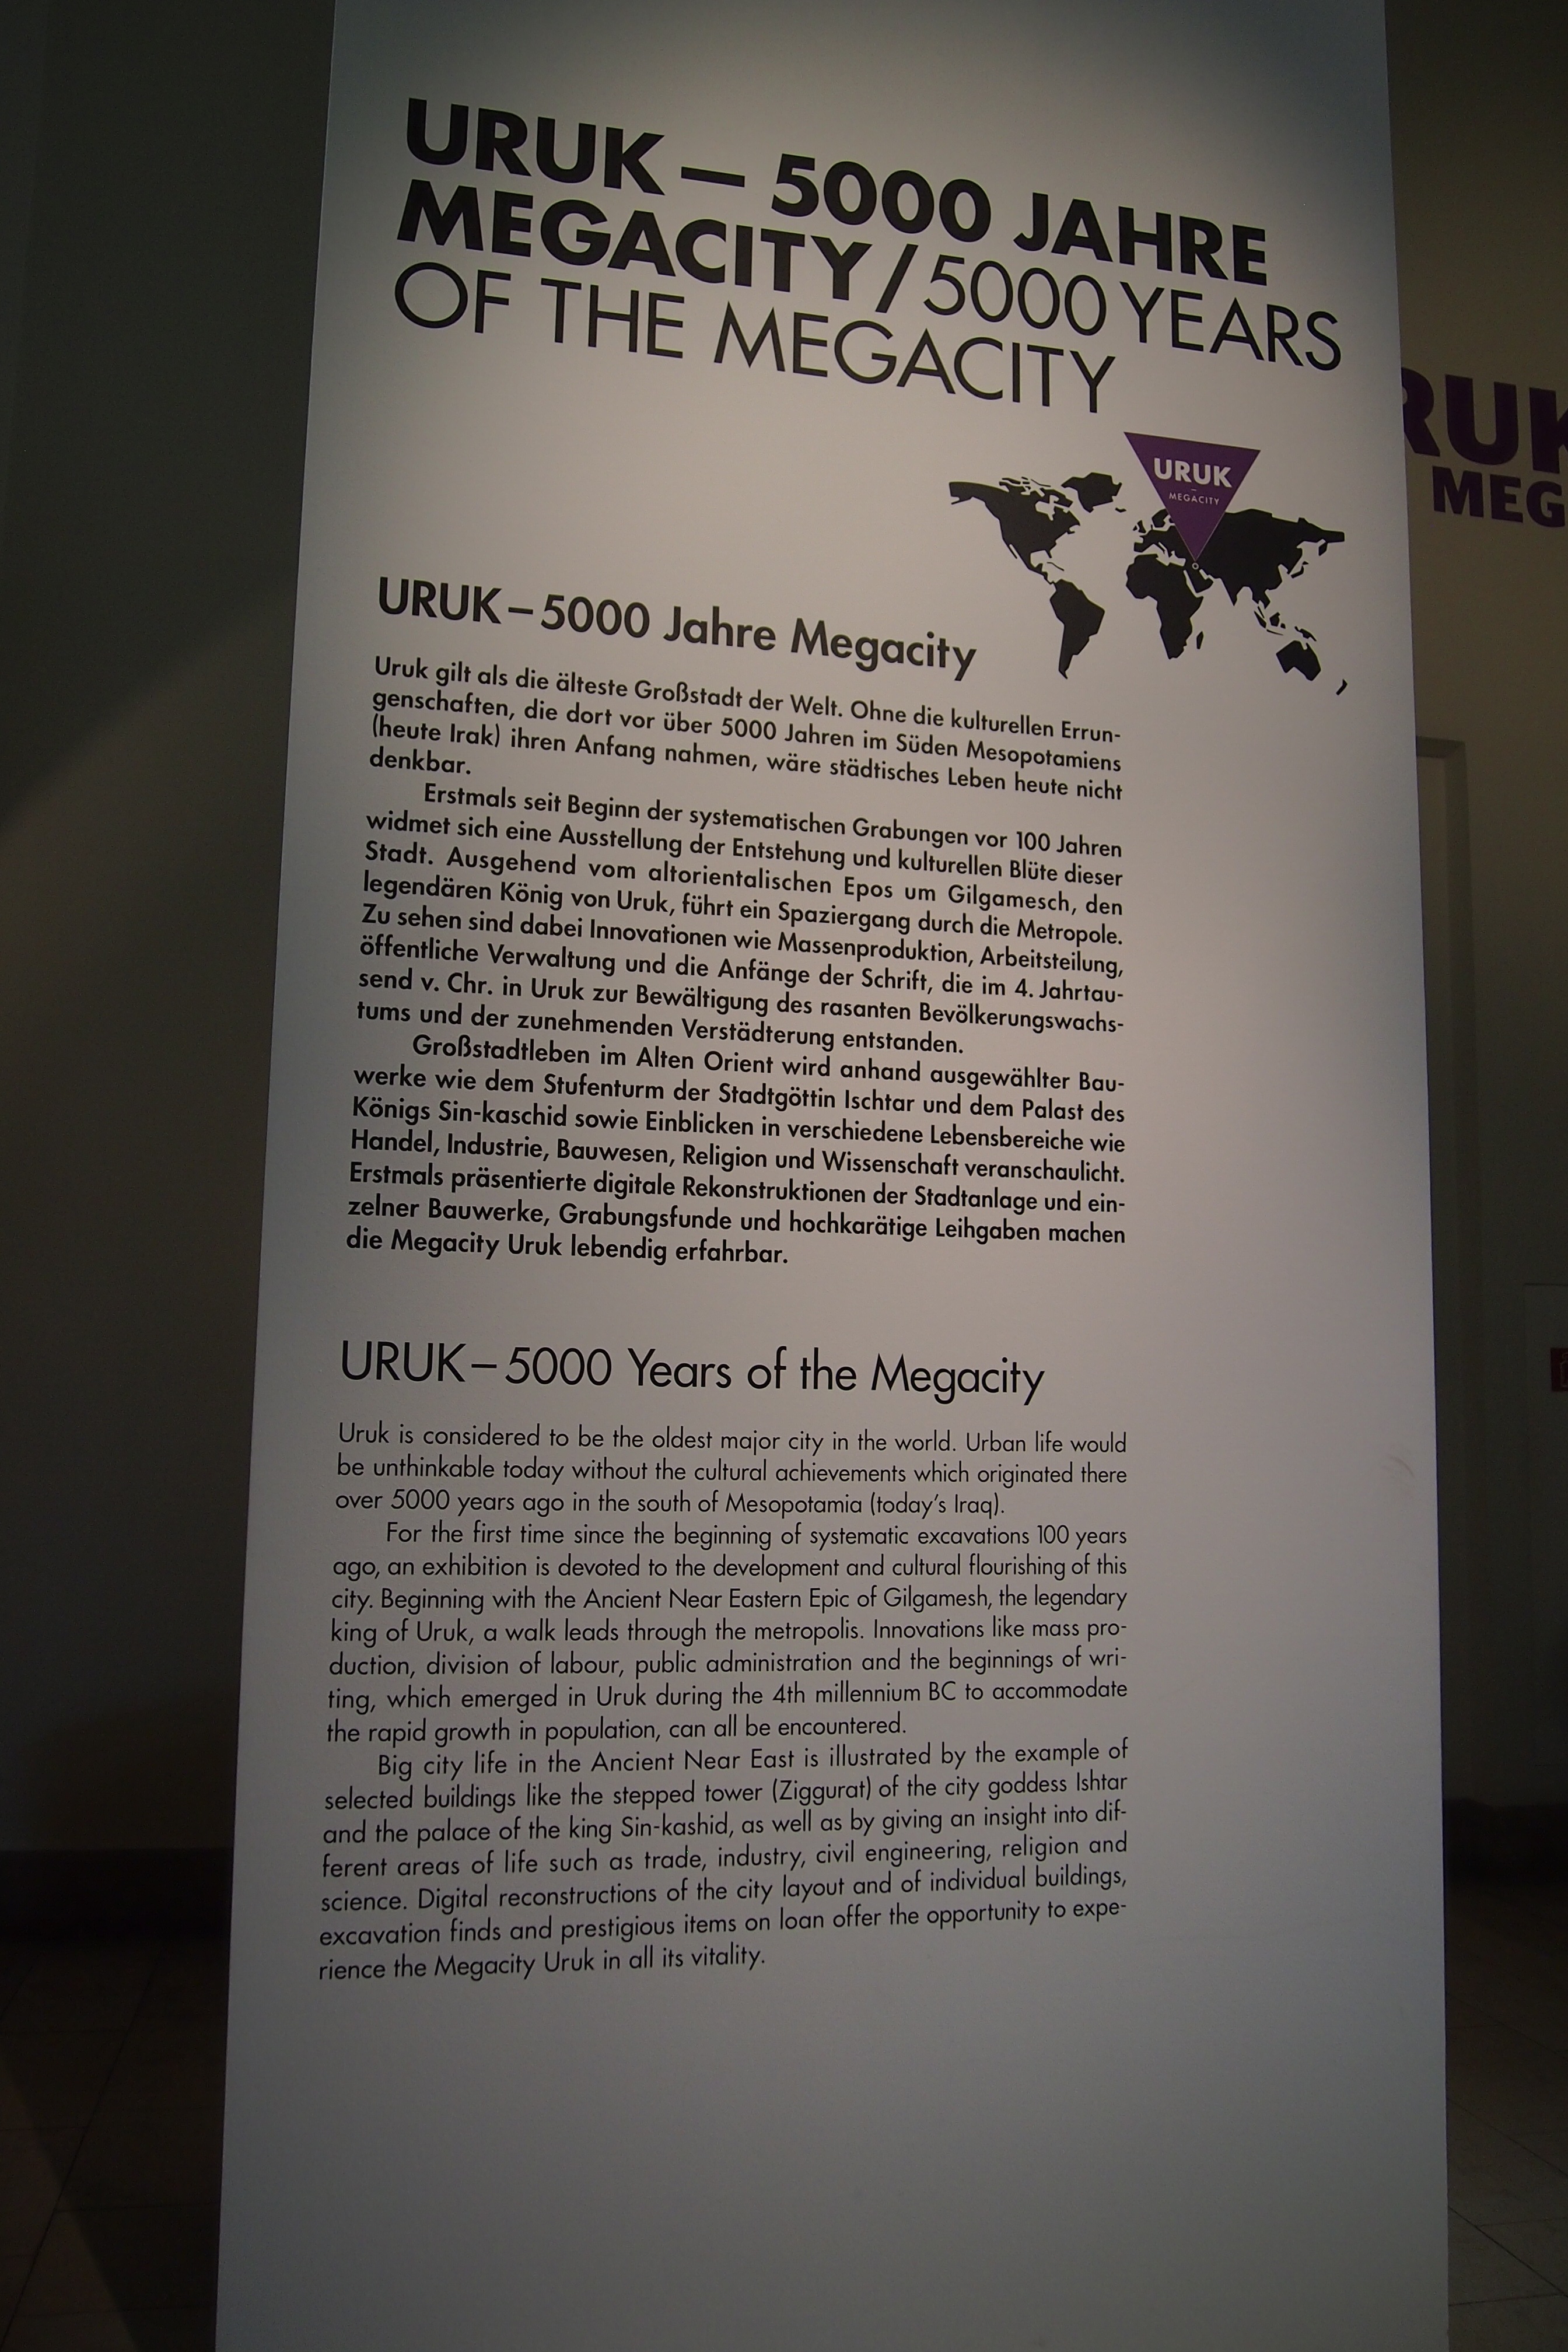 URUK – 5000 JAHRE
MEGACITY / 5000 YEARS
OF THE MEGACITY
URUK
MEGACITY
RUK
MEG
URUK – 5000 Jahre Megacity
Uruk gilt als die älteste Großstadt der Welt. Ohne die kulturellen Errun-
genschaften, die dort vor über 5000 Jahren im Süden Mesopotamiens
(heute Irak) ihren Anfang nahmen, wäre städtisches Leben heute nicht
denkbar.
Erstmals seit Beginn der systematischen Grabungen vor 100 Jahren
widmet sich eine Ausstellung der Entstehung und kulturellen Blüte dieser
Stadt. Ausgehend vom altorientalischen Epos um Gilgamesch, den
legendären König von Uruk, führt ein Spaziergang durch die Metropole.
Zu sehen sind dabei Innovationen wie Massenproduktion, Arbeitsteilung,
öffentliche Verwaltung und die Anfänge der Schrift, die im 4. Jahrtau-
send v. Chr. in Uruk zur Bewältigung des rasanten Bevölkerungswachs-
tums und der zunehmenden Verstädterung entstanden.
Großstadtleben im Alten Orient wird anhand ausgewählter Bau-
werke wie dem Stufenturm der Stadtgöttin Ischtar und dem Palast des
Königs Sin-kaschid sowie Einblicken in verschiedene Lebensbereiche wie
Handel, Industrie, Bauwesen, Religion und Wissenschaft veranschaulicht.
Erstmals präsentierte digitale Rekonstruktionen der Stadtanlage und ein-
zelner Bauwerke, Grabungsfunde und hochkarätige Leihgaben machen
die Megacity Uruk lebendig erfahrbar.
URUK – 5000 Years of the Megacity
Uruk is considered to be the oldest major city in the world. Urban life would
be unthinkable today without the cultural achievements which originated there
over 5000 years ago in the south of Mesopotamia (today's Iraq).
For the first time since the beginning of systematic excavations 100 years
ago, an exhibition is devoted to the development and cultural flourishing of this
city. Beginning with the Ancient Near Eastern Epic of Gilgamesh, the legendary
king of Uruk, a walk leads through the metropolis. Innovations like mass pro-
duction, division of labour, public administration and the beginnings of wri-
ting, which emerged in Uruk during the 4th millennium BC to accommodate
the rapid growth in population, can all be encountered.
Big city life in the Ancient Near East is illustrated by the example of
selected buildings like the stepped tower (Ziggurat) of the city goddess Ishtar
and the palace of the king Sin-kashid, as well as by giving an insight into dif-
ferent areas of life such as trade, industry, civil engineering, religion and
science. Digital reconstructions of the city layout and of individual buildings,
excavation finds and prestigious items on loan offer the opportunity to expe-
rience the Megacity Uruk in all its vitality.